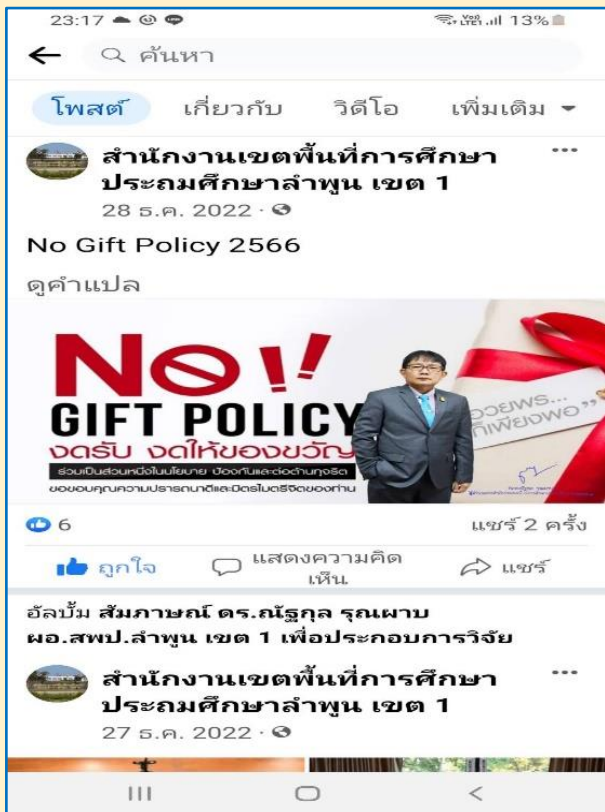 23:17
13%
ค้นหา
โพสต์ เกี่ยวกับ วิดีโอ เพิ่มเติม
สำนักงานเขตพื้นที่การศึกษา
ประถมศึกษาลำพูน เขต 1
28 ธ.ค. 2022
No Gift Policy 2566
ดูคำแปล
NO!!
GIFT POLICY
งดรับ งดให้ของขวัญ
ร่วมเป็นส่วนหนึ่งในนโยบาย ป้องกันและต่อต้านทุจริต
ขอขอบคุณความปรารถนาดีและมิตรไมตรีจิตของท่าน
อวยพร...
ก็เพียงพอ”
6
แชร์ 2 ครั้ง
ถูกใจ แสดงความคิด
เห็น แชร์
อัลบั้ม สัมภาษณ์ ดร.ณัฐกุล รุณผาบ
ผอ.สพป.ลำพูน เขต 1 เพื่อประกอบการวิจัย
สำนักงานเขตพื้นที่การศึกษา
ประถมศึกษาลำพูน เขต 1
27 ธ.ค. 2022